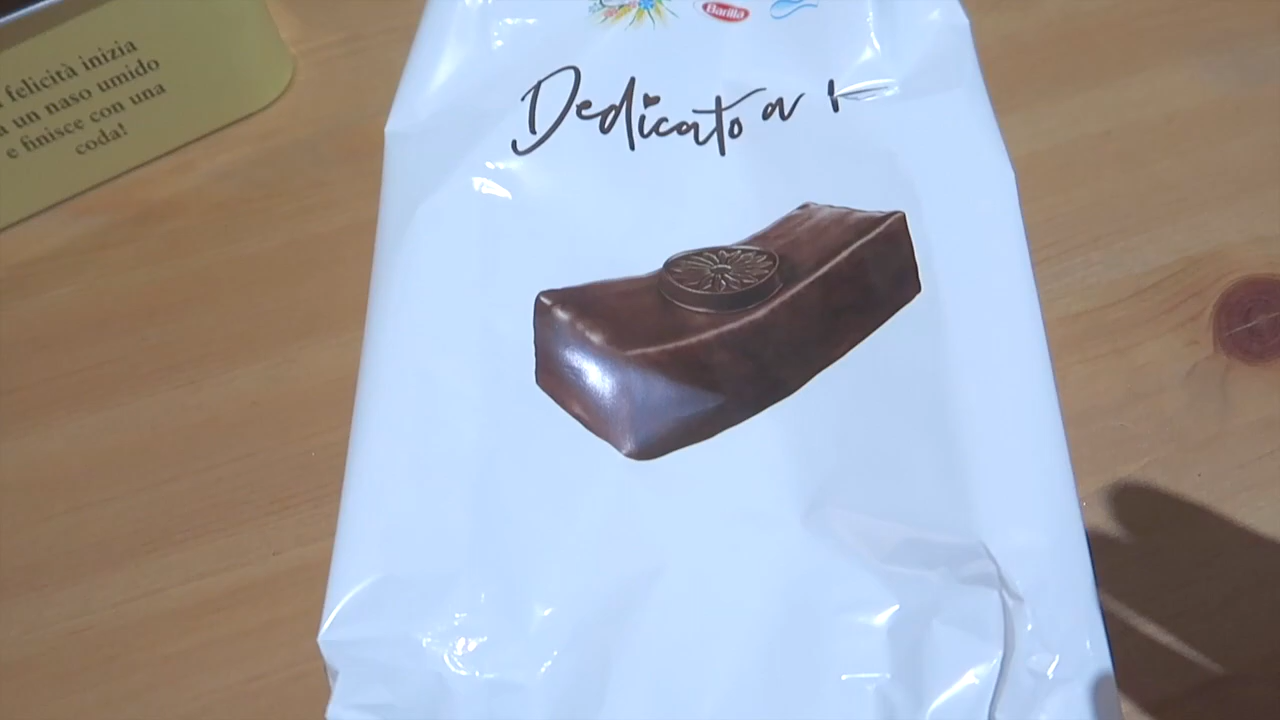 felicità inizia
a un naso umido
e finisce con una
coda!
Barilla
Dedicato a